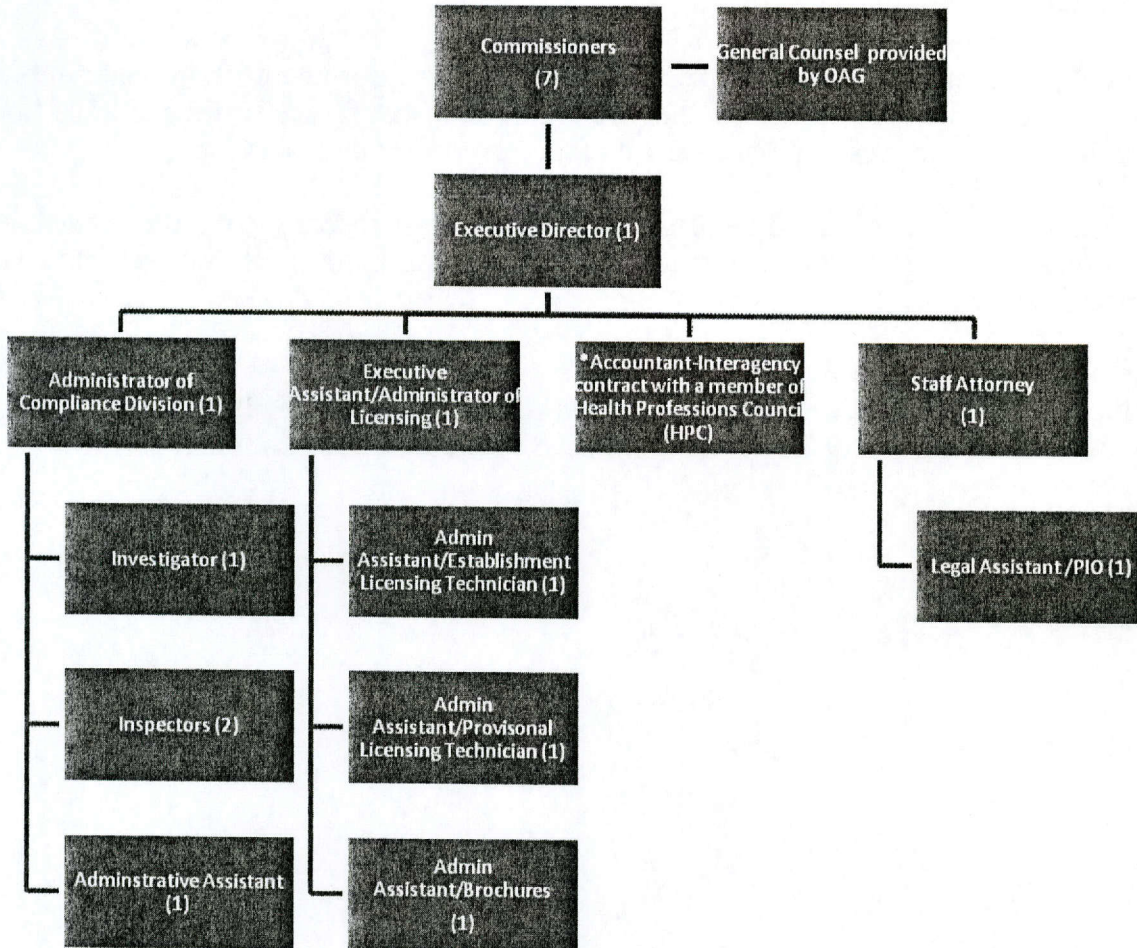 Commissioners
(7)
General Counsel provided
by OAG
Executive Director (1)
Administrator of
Compliance Division (1)
Executive
Assistant/Administrator of
Licensing (1)
*Accountant-Interagency
contract with a member of
Health Professions Council
(HPC)
Staff Attorney
(1)
Investigator (1)
Admin
Assistant/Establishment
Licensing Technician (1)
Legal Assistant /PIO (1)
Inspectors (2)
Admin
Assistant/Provisonal
Licensing Technician (1)
Adminstrative Assistant
(1)
Admin
Assistant/Brochures
(1)